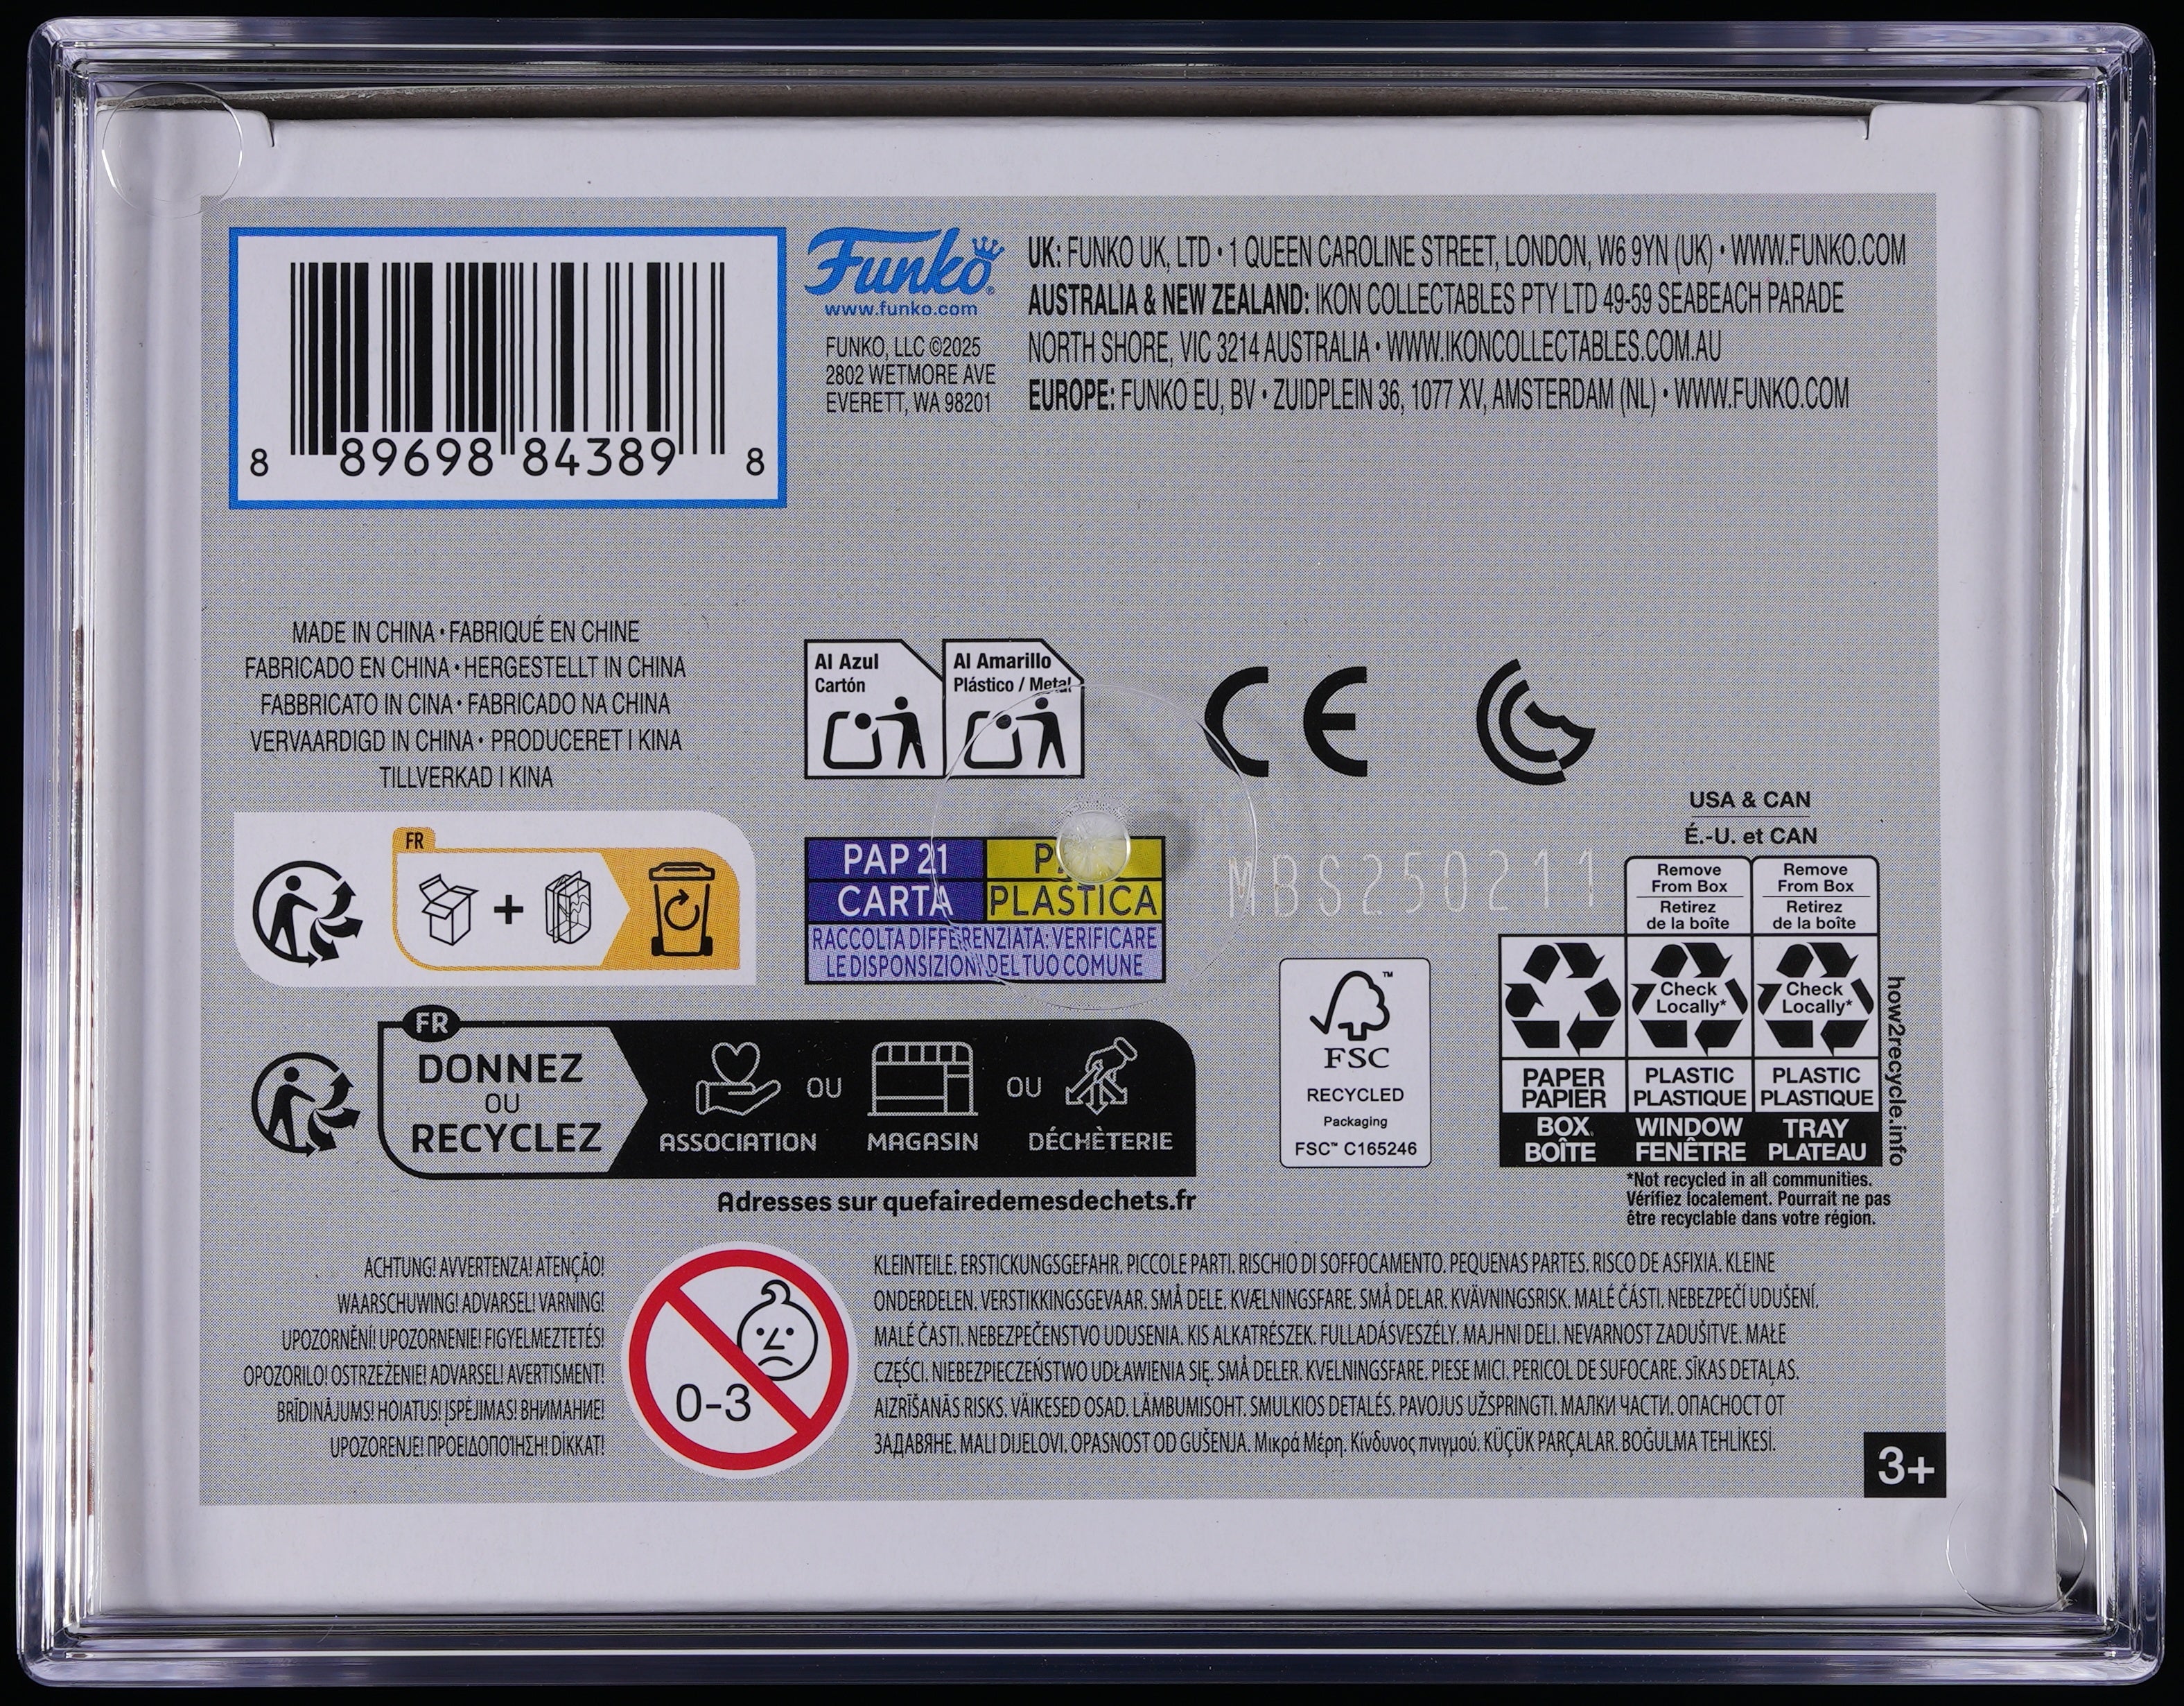 8 89698 84389 8
Funko®
www.funko.com
FUNKO, LLC ©2025
2802 WETMORE AVE
EVERETT, WA 98201
UK: FUNKO UK, LTD • 1 QUEEN CAROLINE STREET, LONDON, W6 9YN (UK) • WWW.FUNKO.COM
AUSTRALIA & NEW ZEALAND: IKON COLLECTABLES PTY LTD 49-59 SEABEACH PARADE
NORTH SHORE, VIC 3214 AUSTRALIA • WWW.IKONCOLLECTABLES.COM.AU
EUROPE: FUNKO EU, BV • ZUIDPLEIN 36, 1077 XV, AMSTERDAM (NL) • WWW.FUNKO.COM
MADE IN CHINA • FABRIQUÉ EN CHINE
FABRICADO EN CHINA • HERGESTELLT IN CHINA
FABBRICATO IN CINA • FABRICADO NA CHINA
VERVAARDIGD IN CHINA • PRODUCERET I KINA
TILLVERKAD I KINA
Al Azul
Cartón
Al Amarillo
Plástico / Metal
CE
FR
+
PAP 21
CARTA
PLASTICA
RACCOLTA DIFFERENZIATA: VERIFICARE
LE DISPONSIZIONI DEL TUO COMUNE
MBS250211
USA & CAN
É.-U. et CAN
Remove
From Box
Retirez
de la boîte
Remove
From Box
Retirez
de la boîte
Check
Locally*
Check
Locally*
PAPER
PAPIER
PLASTIC
PLASTIQUE
PLASTIC
PLASTIQUE
BOX
BOÎTE
WINDOW
FENÊTRE
TRAY
PLATEAU
how2recycle.info
*Not recycled in all communities.
Vérifiez localement. Pourrait ne pas
être recyclable dans votre région.
FSC
RECYCLED
Packaging
FSC™ C165246
FR
DONNEZ
OU
RECYCLEZ
ASSOCIATION
OU
MAGASIN
OU
DÉCHÈTERIE
Adresses sur quefairedemesdechets.fr
ACHTUNG! AVVERTENZA! ATENÇÃO!
WAARSCHUWING! ADVARSEL! VARNING!
UPOZORNĚNÍ! UPOZORNENIE! FIGYELMEZTETÉS!
OPOZORILO! OSTRZEŻENIE! ADVARSEL! AVERTISMENT!
BRĪDINĀJUMS! HOIATUS! ĮSPĖJIMAS! ВНИМАНИЕ!
UPOZORENJE! ΠΡΟΕΙΔΟΠΟΊΗΣΗ! DİKKAT!
0-3
KLEINTEILE. ERSTICKUNGSGEFAHR. PICCOLE PARTI. RISCHIO DI SOFFOCAMENTO. PEQUENAS PARTES. RISCO DE ASFIXIA. KLEINE
ONDERDELEN. VERSTIKKINGSGEVAAR. SMÅ DELE. KVÆLNINGSFARE. SMÅ DELAR. KVÄVNINGSRISK. MALÉ ČÁSTI. NEBEZPEČÍ UDUŠENÍ.
MALÉ ČASTI. NEBEZPEČENSTVO UDUSENIA. KIS ALKATRÉSZEK. FULLADÁSVESZÉLY. MAJHNI DELI. NEVARNOST ZADUŠITVE. MAŁE
CZĘŚCI. NIEBEZPIECZEŃSTWO UDŁAWIENIA SIĘ. SMÅ DELER. KVELNINGSFARE. PIESE MICI. PERICOL DE SUFOCARE. SĪKAS DETAĻAS.
AIZRĪŠANĀS RISKS. VÄIKESED OSAD. LÄMBUMISOHT. SMULKIOS DETALĖS. PAVOJUS UŽSPRINGTI. МАЛКИ ЧАСТИ. ОПАСНОСТ ОТ
ЗАДАВЯНЕ. MALI DIJELOVI. OPASNOST OD GUŠENJA. Μικρά Μέρη. Κίνδυνος πνιγμού. KÜÇÜK PARÇALAR. BOĞULMA TEHLİKESİ.
3+